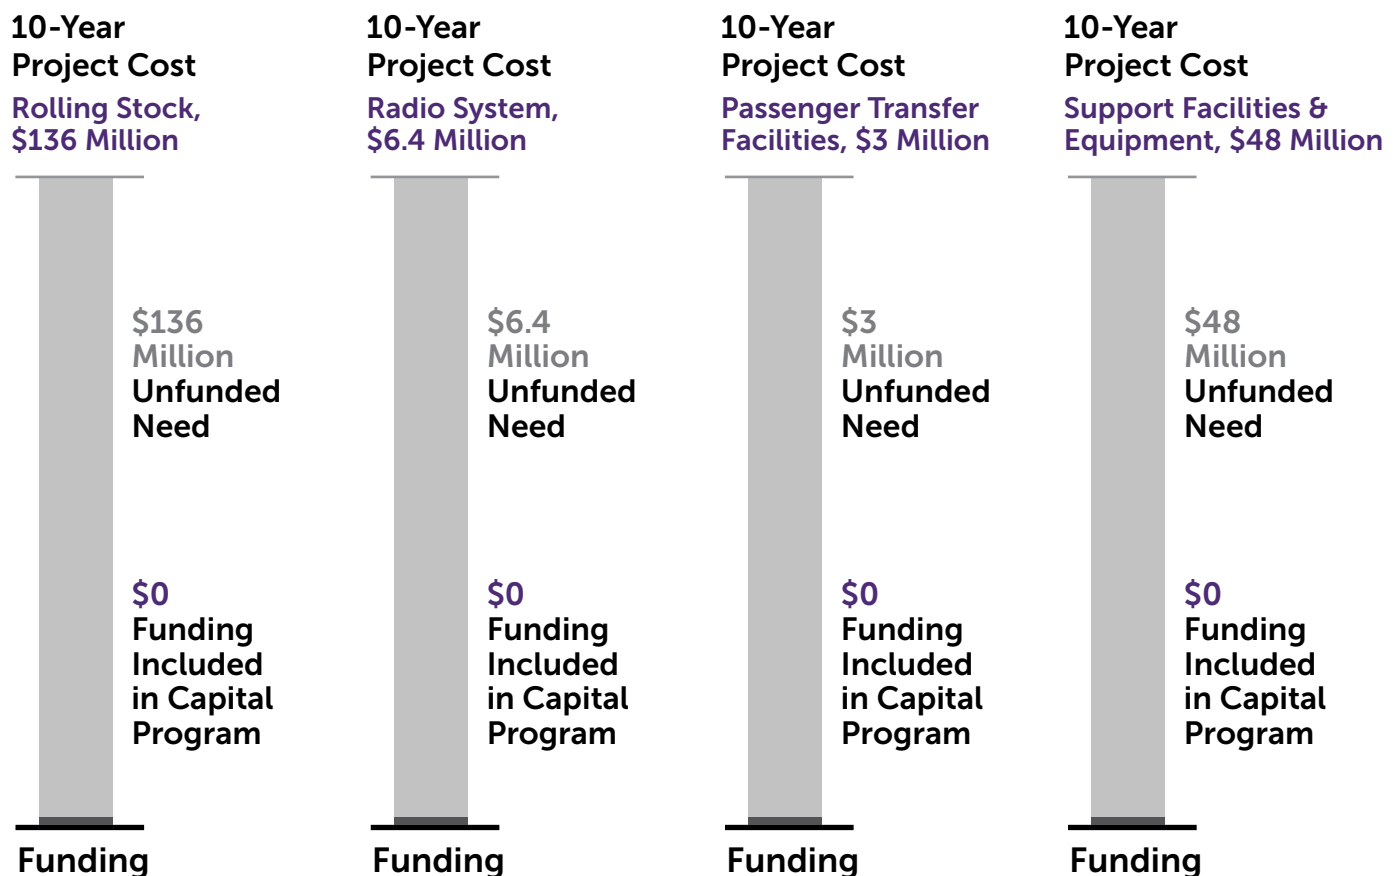 10-Year
Project Cost
Rolling Stock,
$136 Million
$136
Million
Unfunded
Need
$0
Funding
Included
in Capital
Program
Funding
10-Year
Project Cost
Radio System,
$6.4 Million
$6.4
Million
Unfunded
Need
$0
Funding
Included
in Capital
Program
Funding
10-Year
Project Cost
Passenger Transfer
Facilities, $3 Million
$3
Million
Unfunded
Need
$0
Funding
Included
in Capital
Program
Funding
10-Year
Project Cost
Support Facilities &
Equipment, $48 Million
$48
Million
Unfunded
Need
$0
Funding
Included
in Capital
Program
Funding